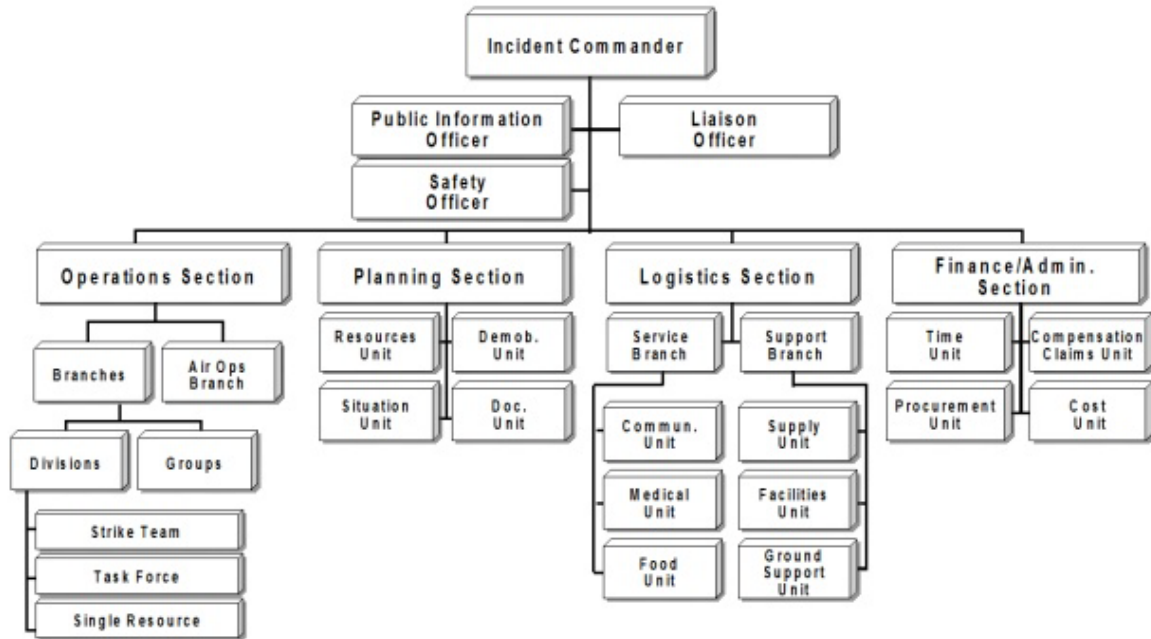 Incident Commander
Public Information
Officer
Liaison
Officer
Safety
Officer
Operations Section
Planning Section
Logistics Section
Finance/Admin.
Section
Branches
Air Ops
Branch
Divisions
Groups
Strike Team
Task Force
Single Resource
Resources
Unit
Demob.
Unit
Situation
Unit
Doc.
Unit
Service
Branch
Support
Branch
Commun.
Unit
Supply
Unit
Medical
Unit
Facilities
Unit
Food
Unit
Ground
Support
Unit
Time
Unit
Compensation
Claims Unit
Procurement
Unit
Cost
Unit